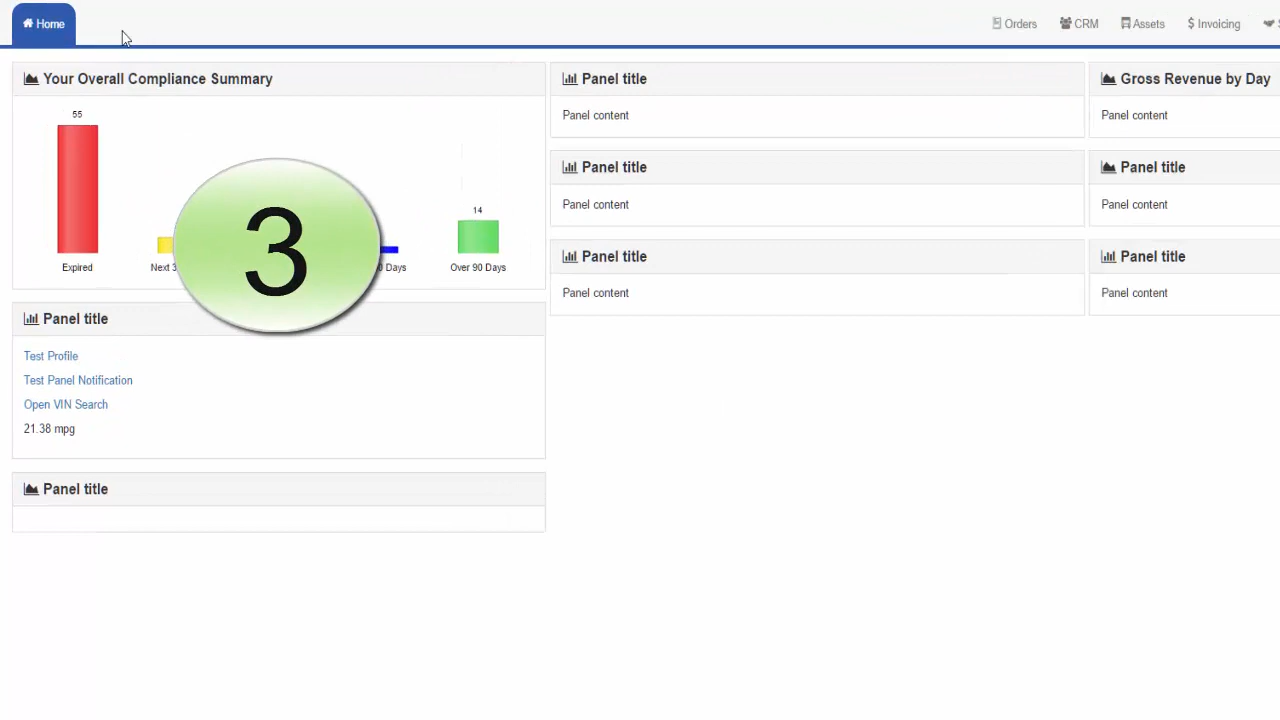 Home
Orders
CRM
Assets
$ Invoicing
Your Overall Compliance Summary
55
14
3
Expired
Next
Days
Over 90 Days
Panel title
Test Profile
Test Panel Notification
Open VIN Search
21.38 mpg
Panel title
Panel title
Panel content
Panel title
Panel content
Panel title
Panel content
Gross Revenue by Day
Panel content
Panel title
Panel content
Panel title
Panel content